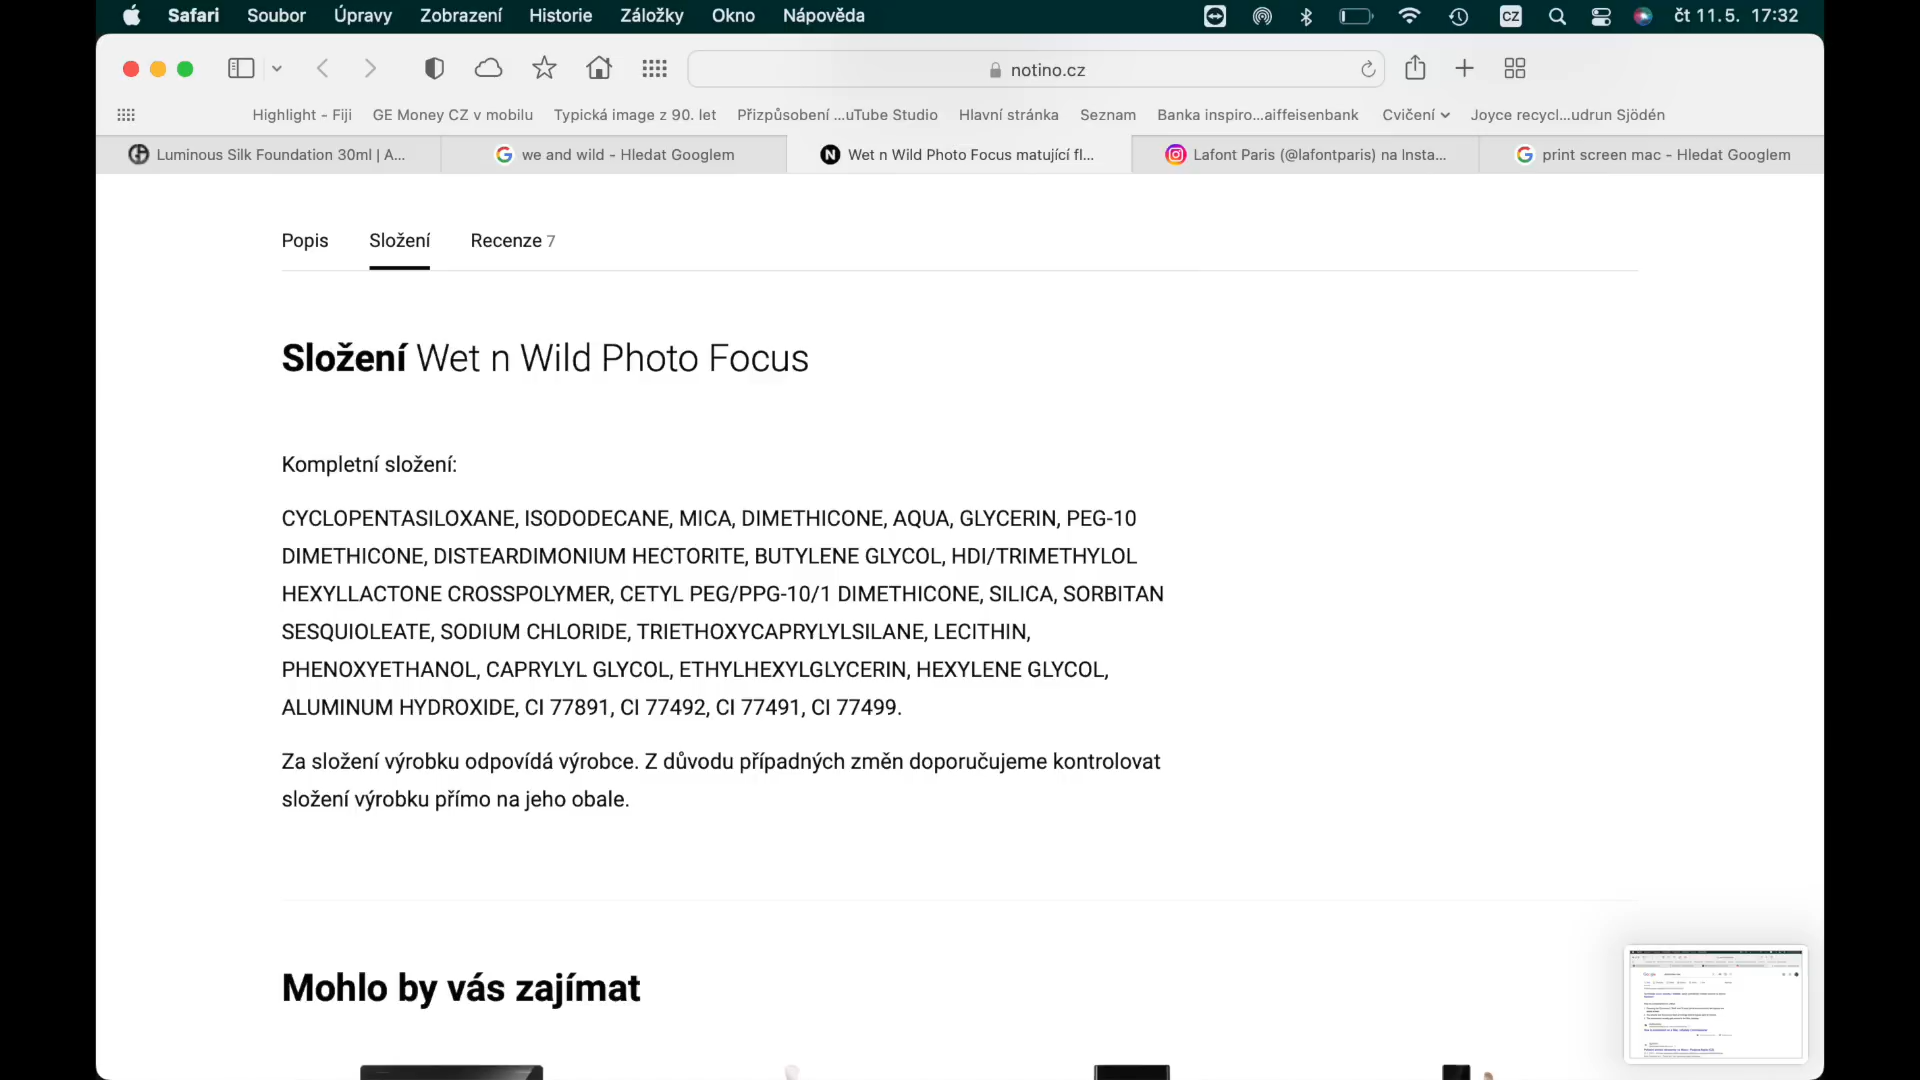 Safari Soubor Úpravy Zobrazení Historie Záložky Okno Nápověda CZ čt 11. 5. 17:32
notino.cz
Highlight - Fiji GE Money CZ v mobilu Typická image z 90. let Přizpůsobení ...uTube Studio Hlavní stránka Seznam Banka inspiro...aiffeisenbank Cvičení Joyce recycl...udrun Sjödén
Luminous Silk Foundation 30ml | A... we and wild - Hledat Googlem Wet n Wild Photo Focus matující fl... Lafont Paris (@lafontparis) na Insta... print screen mac - Hledat Googlem
Popis Složení Recenze 7
Složení Wet n Wild Photo Focus
Kompletní složení:
CYCLOPENTASILOXANE, ISODODECANE, MICA, DIMETHICONE, AQUA, GLYCERIN, PEG-10
DIMETHICONE, DISTEARDIMONIUM HECTORITE, BUTYLENE GLYCOL, HDI/TRIMETHYLOL
HEXYLLACTONE CROSSPOLYMER, CETYL PEG/PPG-10/1 DIMETHICONE, SILICA, SORBITAN
SESQUIOLEATE, SODIUM CHLORIDE, TRIETHOXYCAPRYLYLSILANE, LECITHIN,
PHENOXYETHANOL, CAPRYLYL GLYCOL, ETHYLHEXYLGLYCERIN, HEXYLENE GLYCOL,
ALUMINUM HYDROXIDE, CI 77891, CI 77492, CI 77491, CI 77499.
Za složení výrobku odpovídá výrobce. Z důvodu případných změn doporučujeme kontrolovat
složení výrobku přímo na jeho obale.
Mohlo by vás zajímat